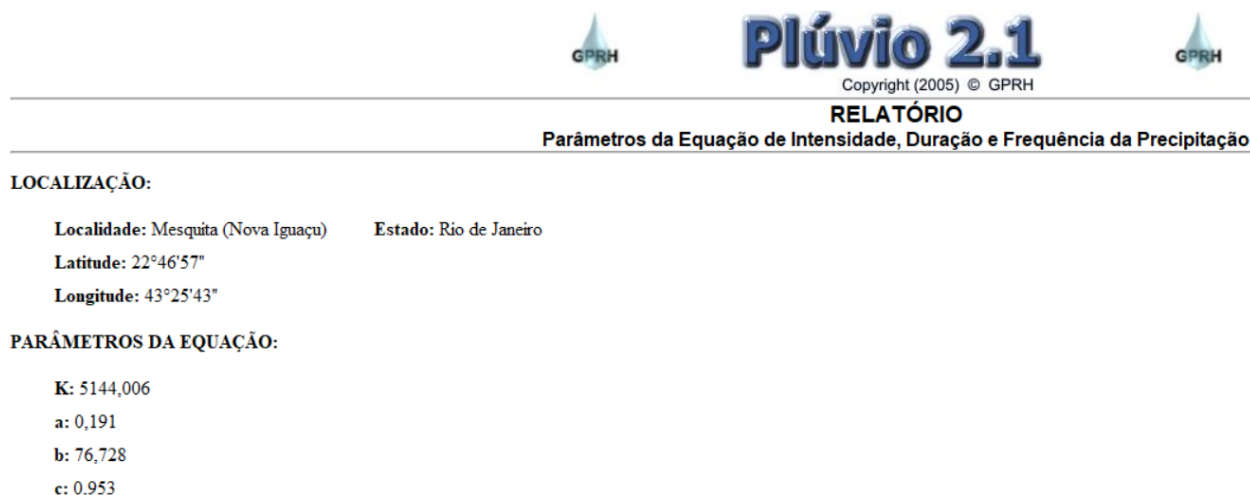 GPRH Plúvio 2.1 GPRH
Copyright (2005) © GPRH
RELATÓRIO
Parâmetros da Equação de Intensidade, Duração e Frequência da Precipitação
LOCALIZAÇÃO:
Localidade: Mesquita (Nova Iguaçu) Estado: Rio de Janeiro
Latitude: 22°46'57"
Longitude: 43°25'43"
PARÂMETROS DA EQUAÇÃO:
K: 5144,006
a: 0,191
b: 76,728
c: 0,953